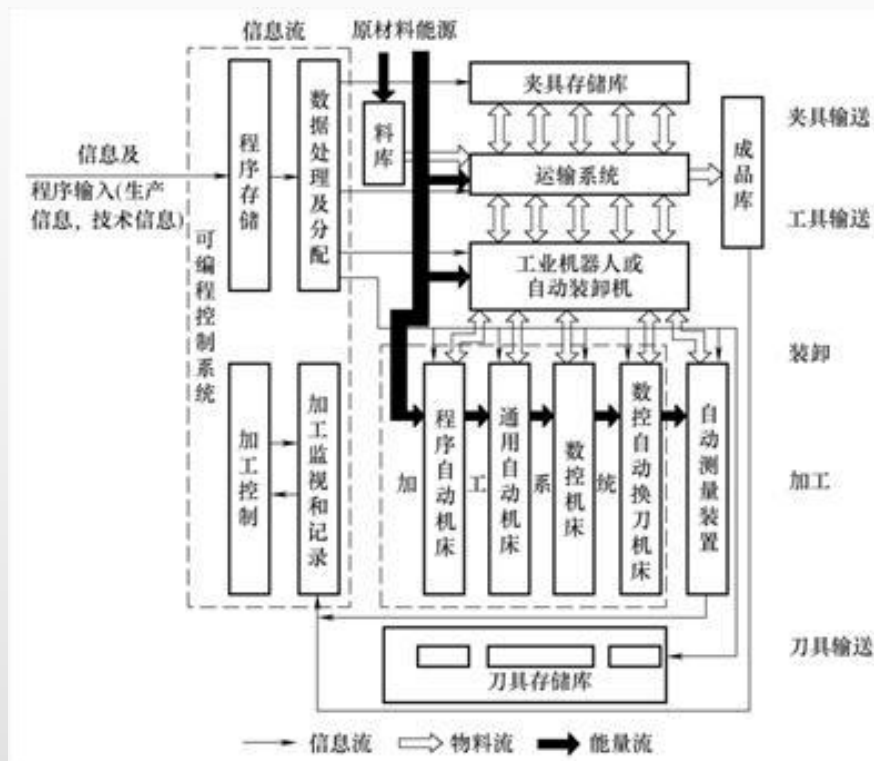 信息流
原材料能源
夹具存储库
夹具输送
程序存储
数据处理及分配
料库
成品库
信息及
程序输入(生产
信息，技术信息)
运输系统
工具输送
工业机器人或
自动装卸机
可编程控制系统
装卸
加工控制
加工监视和记录
加工系统
程序自动机床
通用自动机床
数控机床
数控自动换刀机床
自动测量装置
加工
刀具输送
刀具存储库
信息流
物料流
能量流